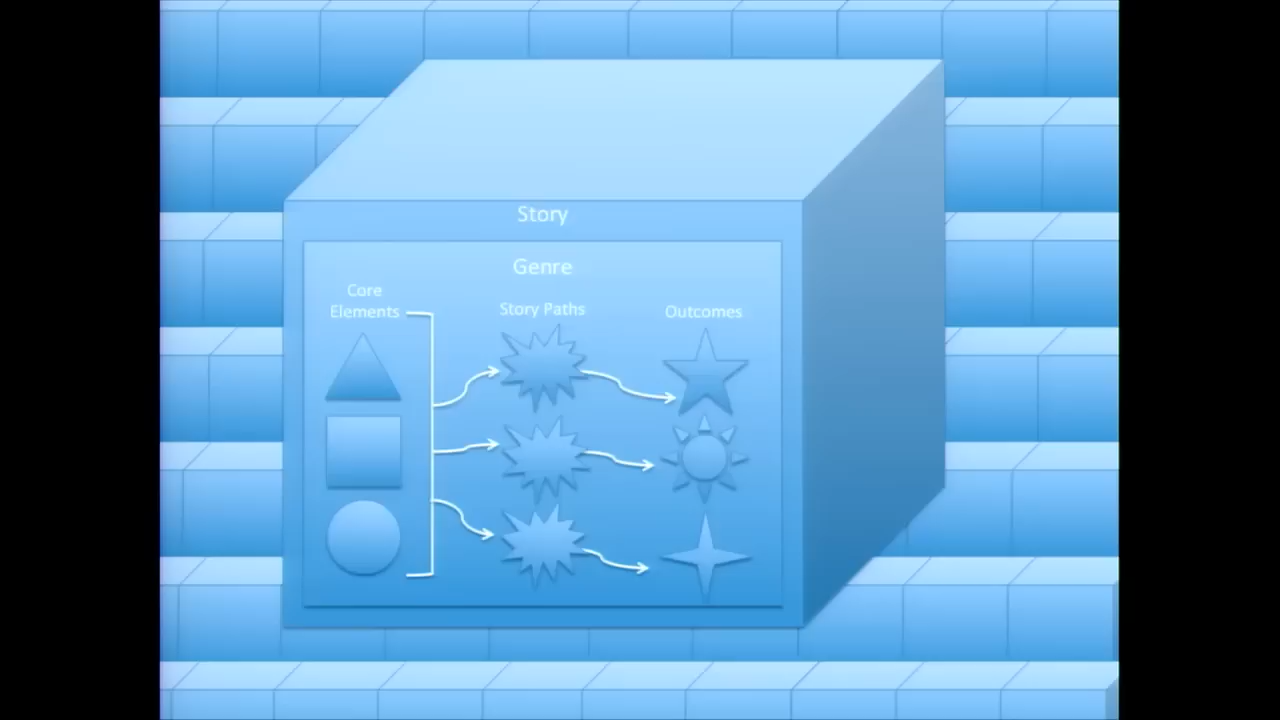 Story
Genre
Core
Elements
Story Paths
Outcomes